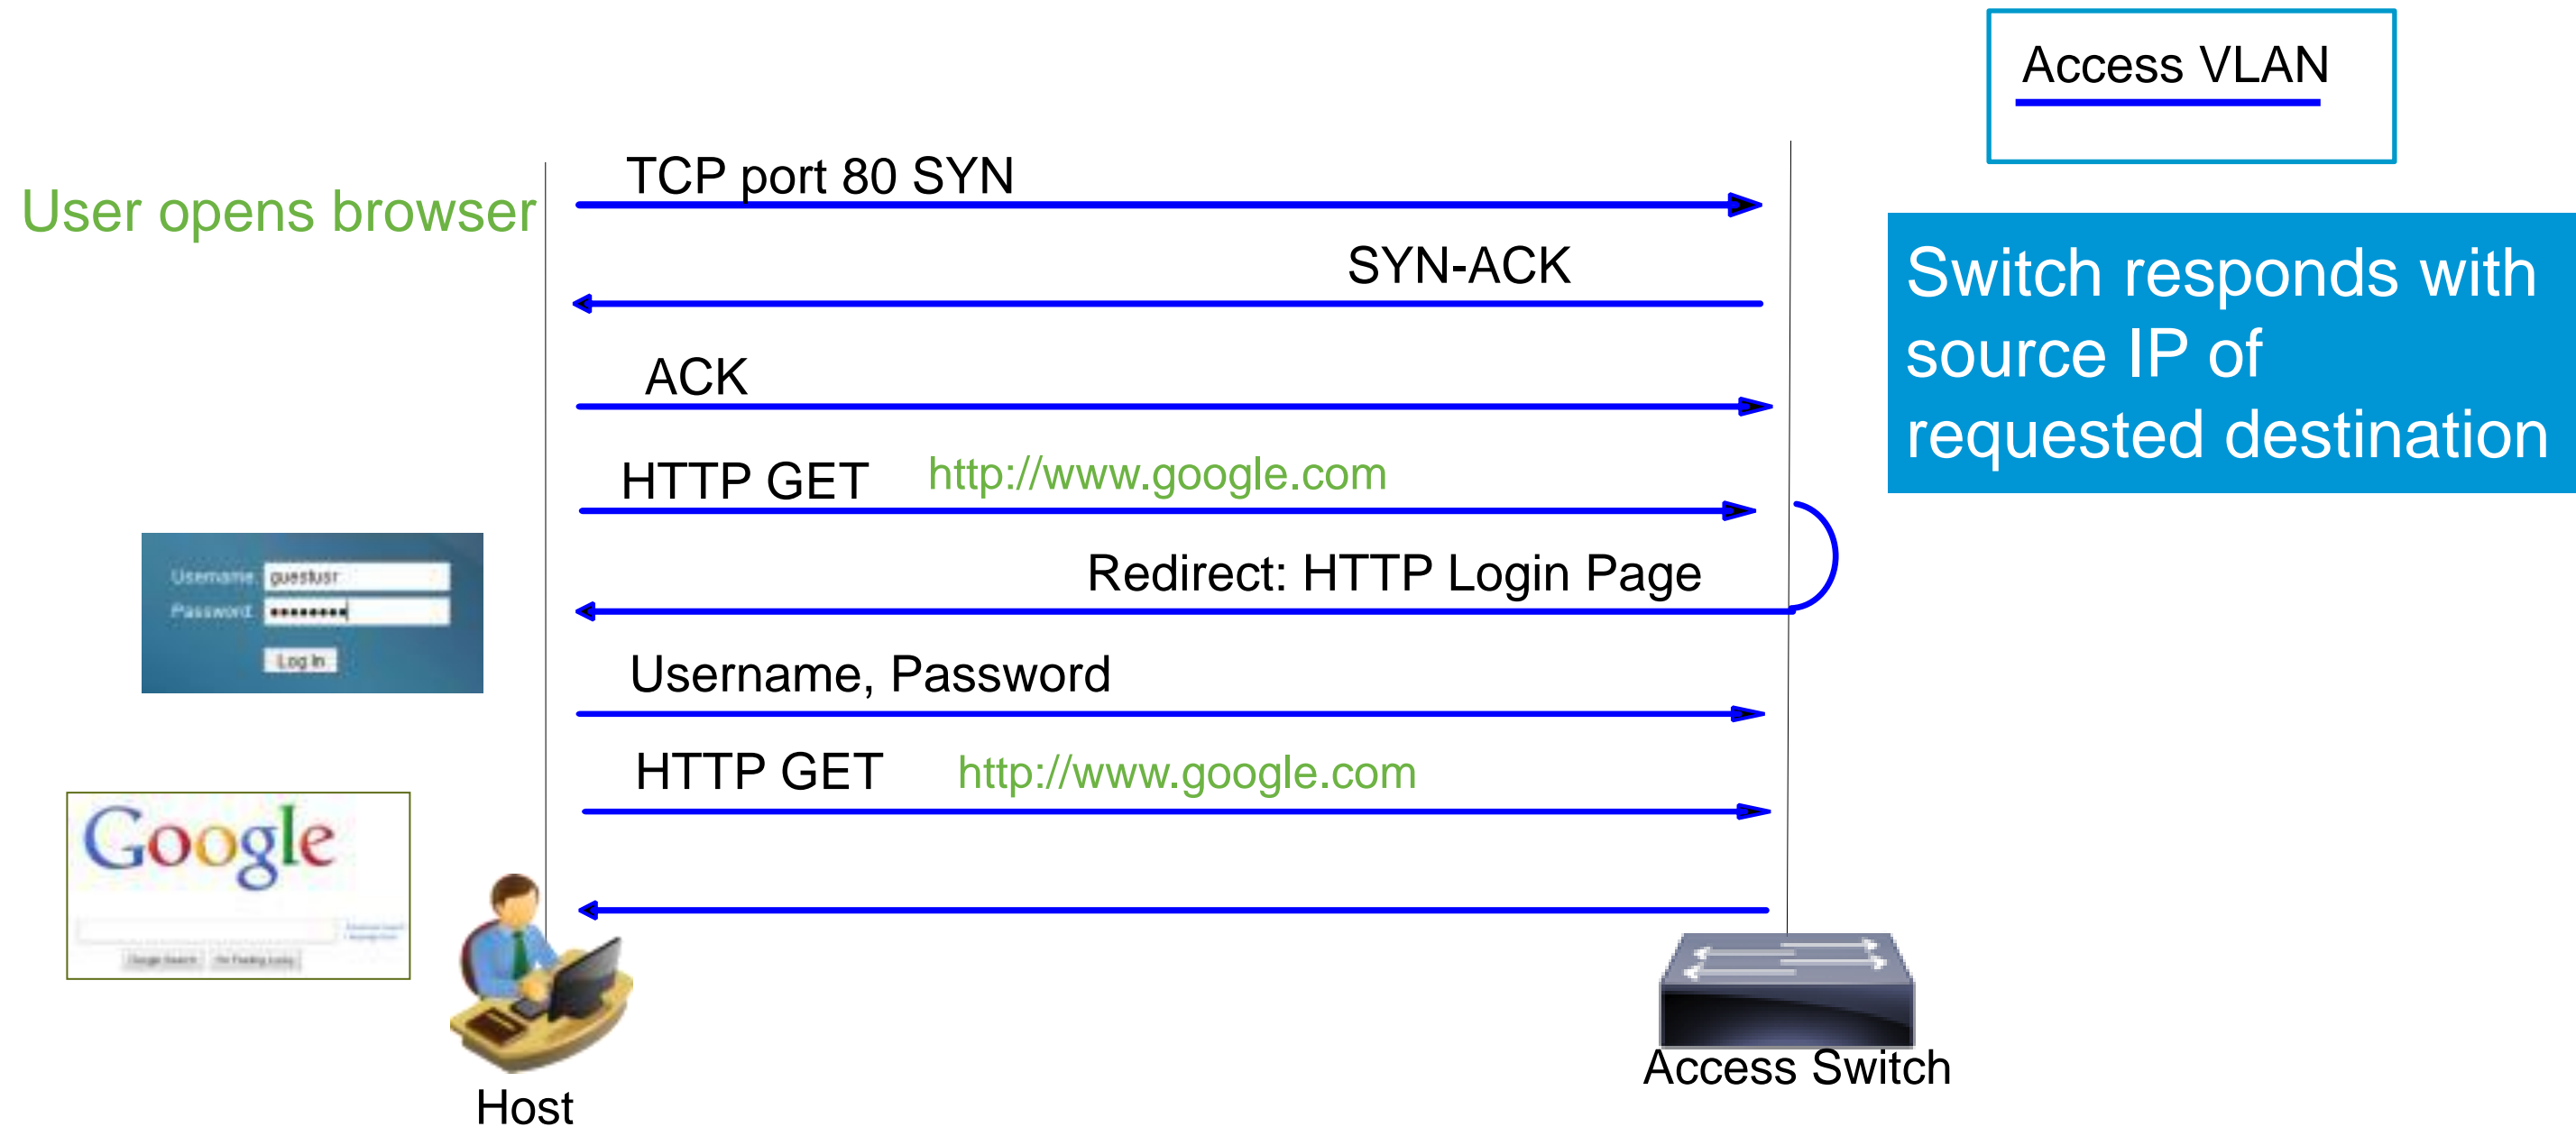 Access VLAN
User opens browser
TCP port 80 SYN
SYN-ACK
Switch responds with
source IP of
requested destination
ACK
HTTP GET http://www.google.com
Redirect: HTTP Login Page
Username: guestusr
Password:
Log In
Username, Password
HTTP GET http://www.google.com
Google
Google Search
Access Switch
Host